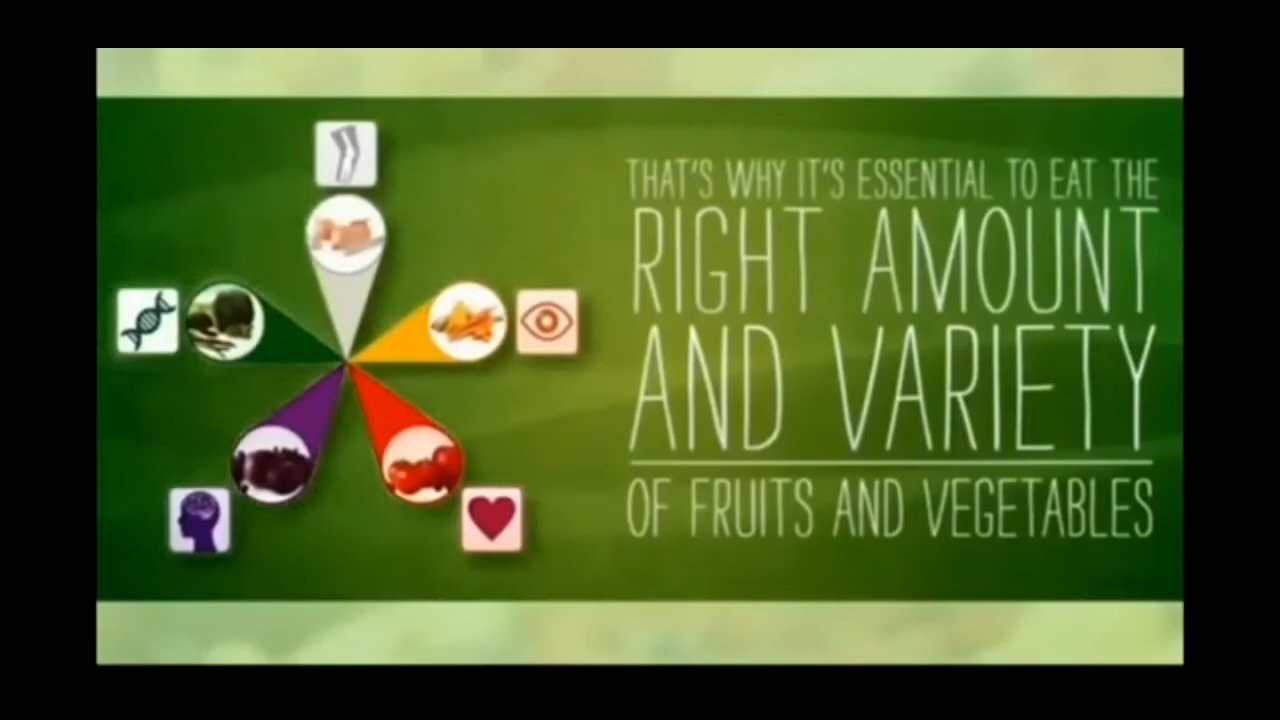 THAT'S WHY IT'S ESSENTIAL TO EAT THE
RIGHT AMOUNT
AND VARIETY
OF FRUITS AND VEGETABLES